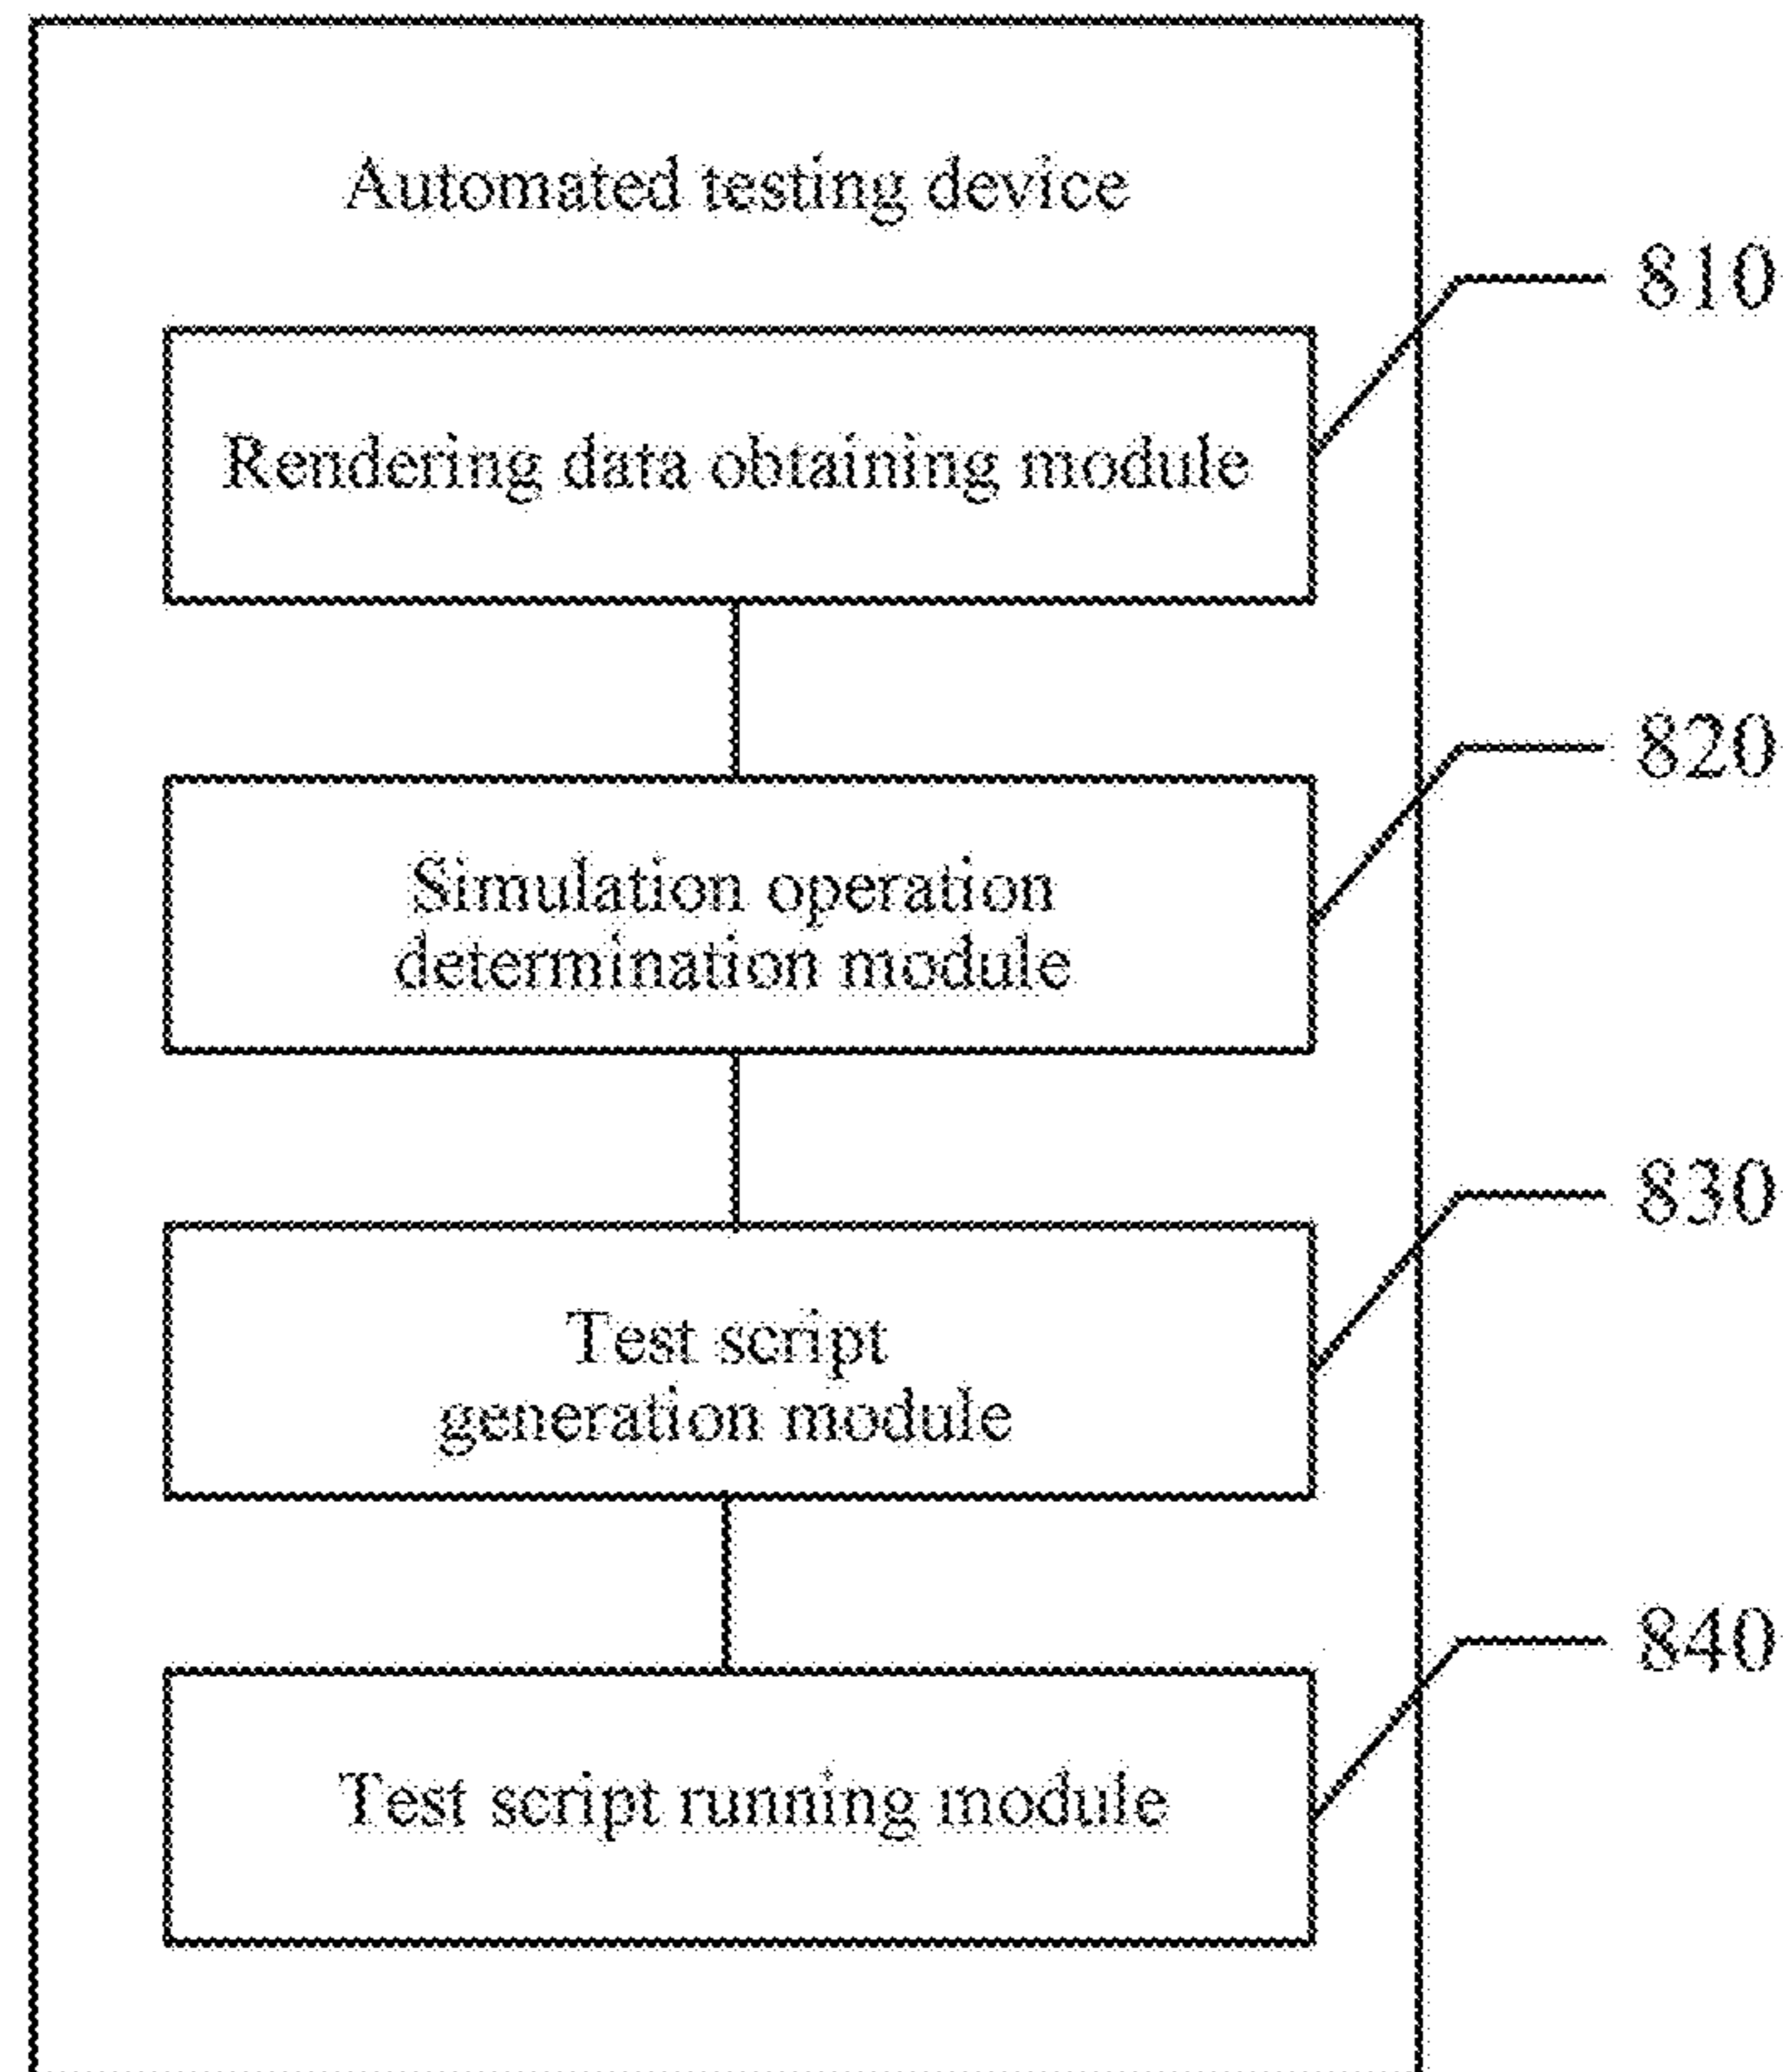 Automated testing device
810
Rendering data obtaining module
820
Simulation operation
determination module
830
Test script
generation module
840
Test script running module